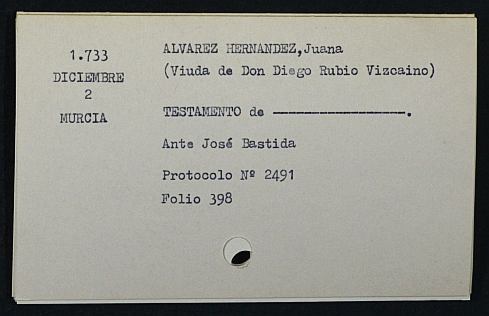 1.733
DICIEMBRE
2
MURCIA
ALVAREZ HERNANDEZ,Juana
(Viuda de Don Diego Rubio Vizcaino)
TESTAMENTO de ------------------.
Ante José Bastida
Protocolo Nº 2491
Folio 398